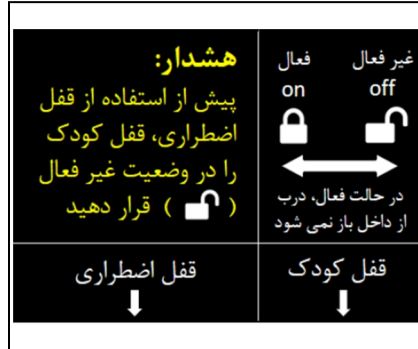 غیر فعال
فعال
off
on
در حالت فعال، درب
از داخل باز نمی شود
هشدار:
پیش از استفاده از قفل
اضطراری، قفل کودک
را در وضعیت غیر فعال
( ) قرار دهید
قفل کودک
قفل اضطراری